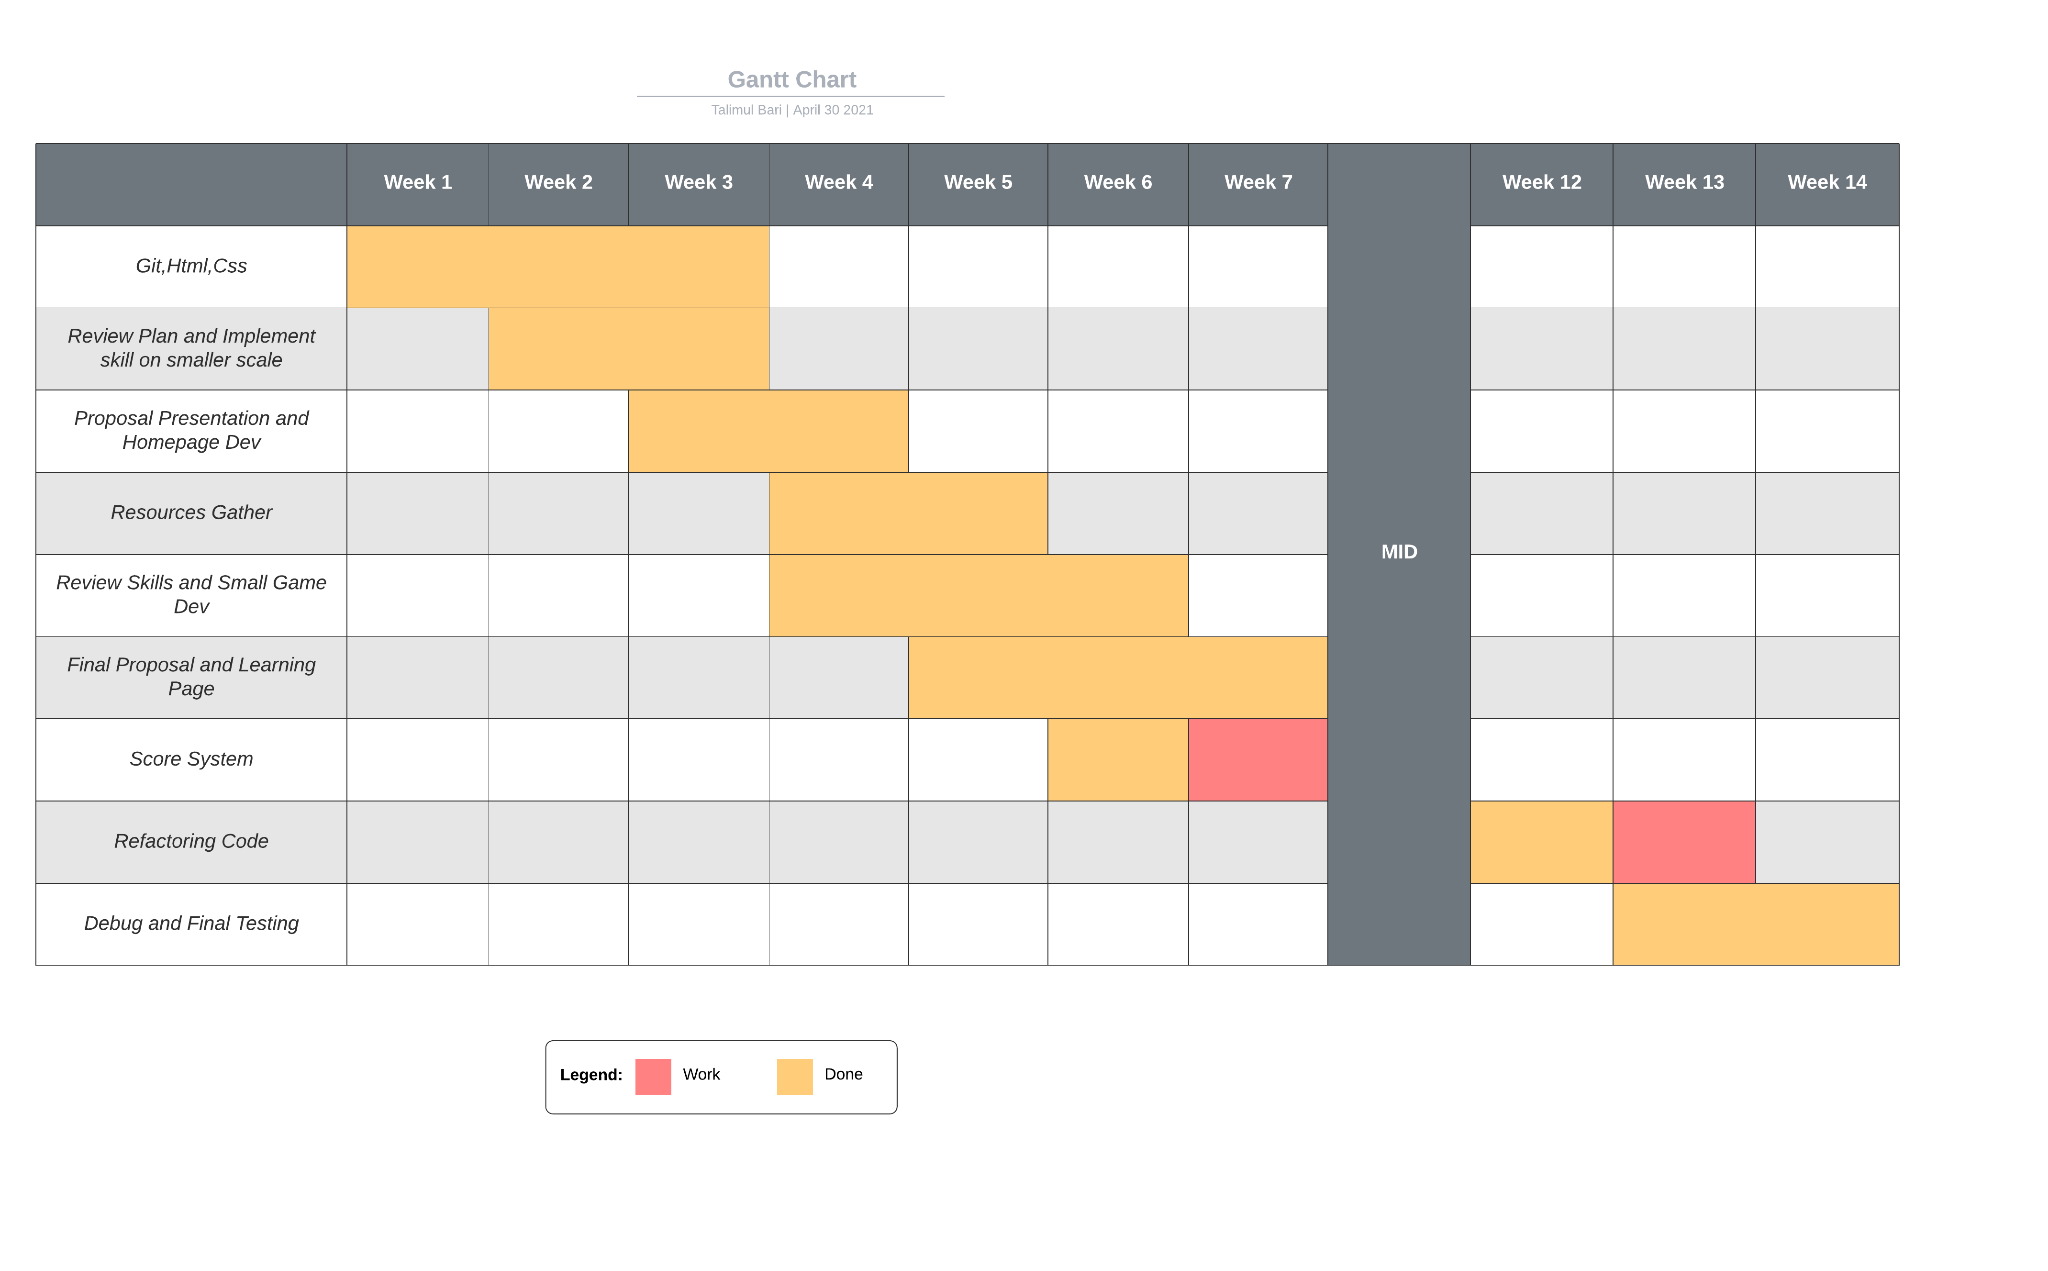 Gantt Chart
Talimul Bari | April 30 2021
Week 1
Week 2
Week 3
Week 4
Week 5
Week 6
Week 7
Week 12
Week 13
Week 14
Git,Html,Css
Review Plan and Implement
skill on smaller scale
Proposal Presentation and
Homepage Dev
Resources Gather
MID
Review Skills and Small Game
Dev
Final Proposal and Learning
Page
Score System
Refactoring Code
Debug and Final Testing
Legend:
Work
Done